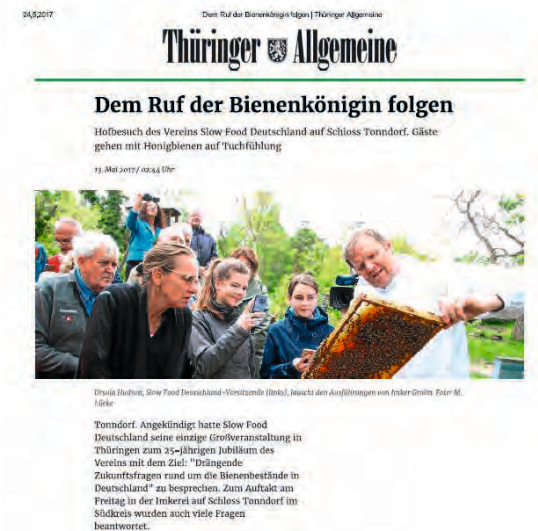 24.5.2017
Dem Ruf der Bienenkönigin folgen | Thüringer Allgemeine
Thüringer Allgemeine
Dem Ruf der Bienenkönigin folgen
Hofbesuch des Vereins Slow Food Deutschland auf Schloss Tonndorf. Gäste
gehen mit Honigbienen auf Tuchfühlung
13. Mai 2017 / 02:44 Uhr
Ursula Hudson, Slow Food Deutschland-Vorsitzende (links), lauscht den Ausführungen von Imker Foto: M.
Tonndorf. Angekündigt hatte Slow Food
Deutschland seine einzige Großveranstaltung in
Thüringen zum 25-jährigen Jubiläum des
Vereins mit dem Ziel: "Drängende
Zukunftsfragen rund um die Bienenbestände in
Deutschland" zu besprechen. Zum Auftakt am
Freitag in der Imkerei auf Schloss Tonndorf im
Südkreis wurden auch viele Fragen
beantwortet.